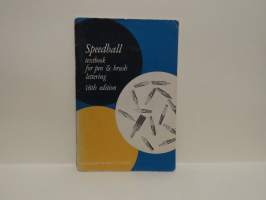 Speedball
textbook
for pen & brush
lettering
18th edition